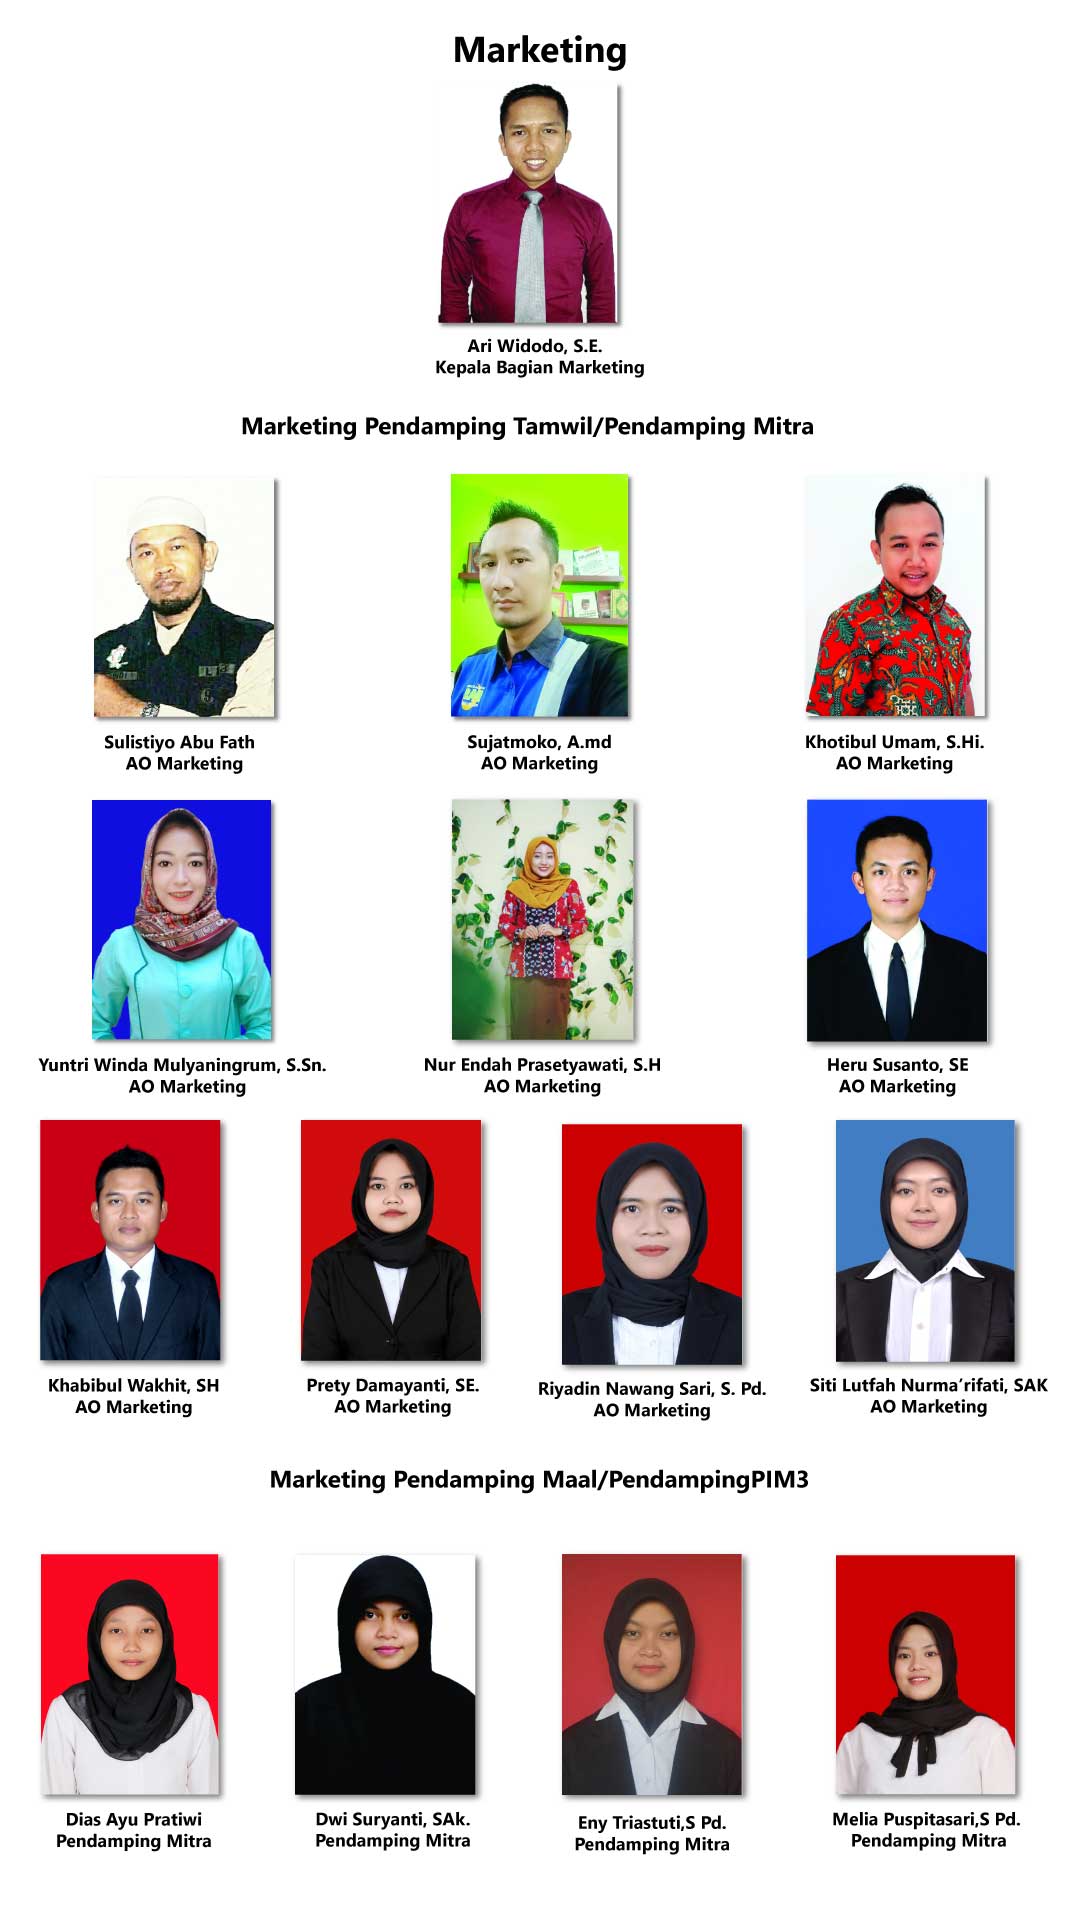 Marketing
Ari Widodo, S.E.
Kepala Bagian Marketing
Marketing Pendamping Tamwil/Pendamping Mitra
Sulistiyo Abu Fath
AO Marketing
Sujatmoko, A.md
AO Marketing
Khotibul Umam, S.Hi.
AO Marketing
Yuntri Winda Mulyaningrum, S.Sn.
AO Marketing
Nur Endah Prasetyawati, S.H
AO Marketing
Heru Susanto, SE
AO Marketing
Khabibul Wakhit, SH
AO Marketing
Prety Damayanti, SE.
AO Marketing
Riyadin Nawang Sari, S. Pd.
AO Marketing
Siti Lutfah Nurma’rifati, SAK
AO Marketing
Marketing Pendamping Maal/PendampingPIM3
Dias Ayu Pratiwi
Pendamping Mitra
Dwi Suryanti, SAk.
Pendamping Mitra
Eny Triastuti,S Pd.
Pendamping Mitra
Melia Puspitasari,S Pd.
Pendamping Mitra